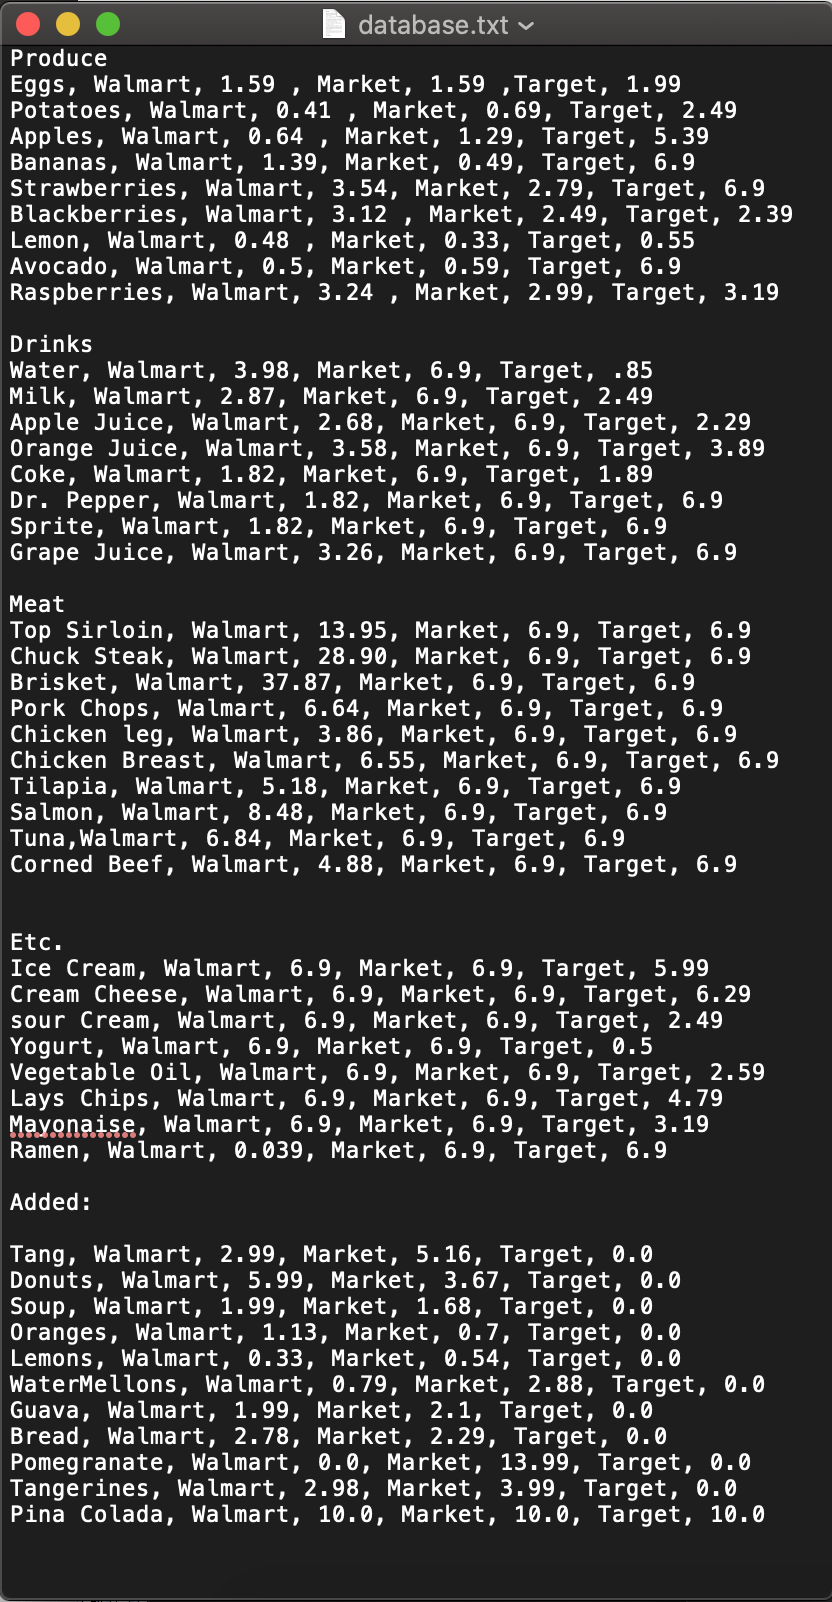 database.txt
Produce
Eggs, Walmart, 1.59 , Market, 1.59 ,Target, 1.99
Potatoes, Walmart, 0.41 , Market, 0.69, Target, 2.49
Apples, Walmart, 0.64 , Market, 1.29, Target, 5.39
Bananas, Walmart, 1.39, Market, 0.49, Target, 6.9
Strawberries, Walmart, 3.54, Market, 2.79, Target, 6.9
Blackberries, Walmart, 3.12 , Market, 2.49, Target, 2.39
Lemon, Walmart, 0.48 , Market, 0.33, Target, 0.55
Avocado, Walmart, 0.5, Market, 0.59, Target, 6.9
Raspberries, Walmart, 3.24 , Market, 2.99, Target, 3.19
Drinks
Water, Walmart, 3.98, Market, 6.9, Target, .85
Milk, Walmart, 2.87, Market, 6.9, Target, 2.49
Apple Juice, Walmart, 2.68, Market, 6.9, Target, 2.29
Orange Juice, Walmart, 3.58, Market, 6.9, Target, 3.89
Coke, Walmart, 1.82, Market, 6.9, Target, 1.89
Dr. Pepper, Walmart, 1.82, Market, 6.9, Target, 6.9
Sprite, Walmart, 1.82, Market, 6.9, Target, 6.9
Grape Juice, Walmart, 3.26, Market, 6.9, Target, 6.9
Meat
Top Sirloin, Walmart, 13.95, Market, 6.9, Target, 6.9
Chuck Steak, Walmart, 28.90, Market, 6.9, Target, 6.9
Brisket, Walmart, 37.87, Market, 6.9, Target, 6.9
Pork Chops, Walmart, 6.64, Market, 6.9, Target, 6.9
Chicken leg, Walmart, 3.86, Market, 6.9, Target, 6.9
Chicken Breast, Walmart, 6.55, Market, 6.9, Target, 6.9
Tilapia, Walmart, 5.18, Market, 6.9, Target, 6.9
Salmon, Walmart, 8.48, Market, 6.9, Target, 6.9
Tuna,Walmart, 6.84, Market, 6.9, Target, 6.9
Corned Beef, Walmart, 4.88, Market, 6.9, Target, 6.9
Etc.
Ice Cream, Walmart, 6.9, Market, 6.9, Target, 5.99
Cream Cheese, Walmart, 6.9, Market, 6.9, Target, 6.29
sour Cream, Walmart, 6.9, Market, 6.9, Target, 2.49
Yogurt, Walmart, 6.9, Market, 6.9, Target, 0.5
Vegetable Oil, Walmart, 6.9, Market, 6.9, Target, 2.59
Lays Chips, Walmart, 6.9, Market, 6.9, Target, 4.79
Mayonaise, Walmart, 6.9, Market, 6.9, Target, 3.19
Ramen, Walmart, 0.039, Market, 6.9, Target, 6.9
Added:
Tang, Walmart, 2.99, Market, 5.16, Target, 0.0
Donuts, Walmart, 5.99, Market, 3.67, Target, 0.0
Soup, Walmart, 1.99, Market, 1.68, Target, 0.0
Oranges, Walmart, 1.13, Market, 0.7, Target, 0.0
Lemons, Walmart, 0.33, Market, 0.54, Target, 0.0
WaterMellons, Walmart, 0.79, Market, 2.88, Target, 0.0
Guava, Walmart, 1.99, Market, 2.1, Target, 0.0
Bread, Walmart, 2.78, Market, 2.29, Target, 0.0
Pomegranate, Walmart, 0.0, Market, 13.99, Target, 0.0
Tangerines, Walmart, 2.98, Market, 3.99, Target, 0.0
Pina Colada, Walmart, 10.0, Market, 10.0, Target, 10.0